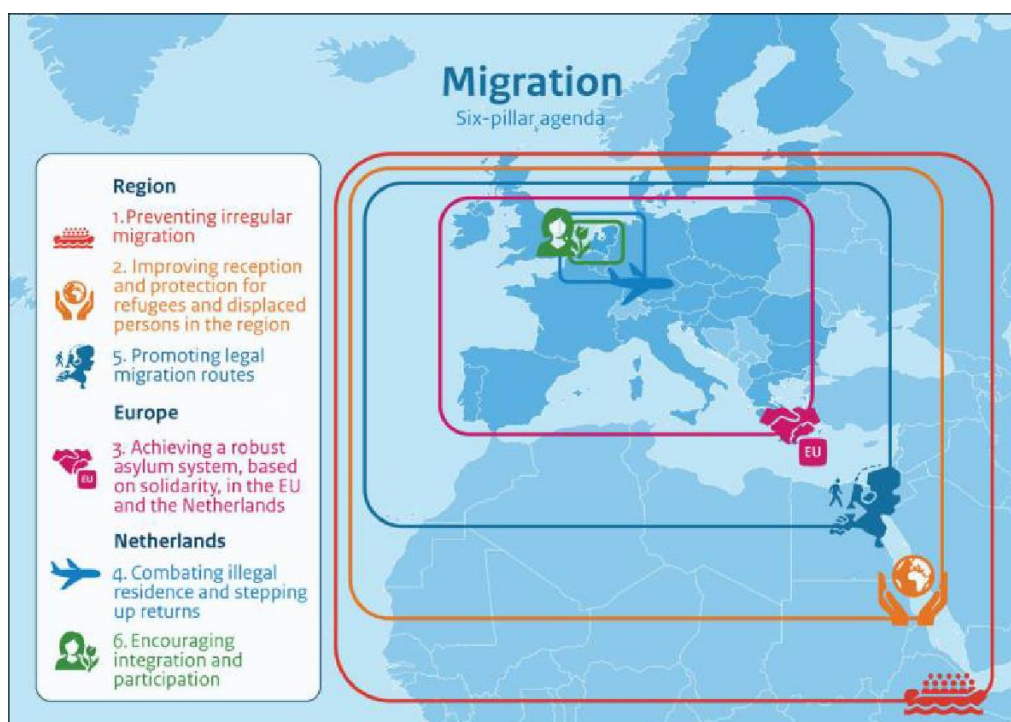 Migration
Six-pillar agenda
Region
1. Preventing irregular
migration
2. Improving reception
and protection for
refugees and displaced
persons in the region
5. Promoting legal
migration routes
Europe
3. Achieving a robust
asylum system, based
on solidarity, in the EU
and the Netherlands
EU
Netherlands
4. Combating illegal
residence and stepping
up returns
6. Encouraging
integration and
participation
EU